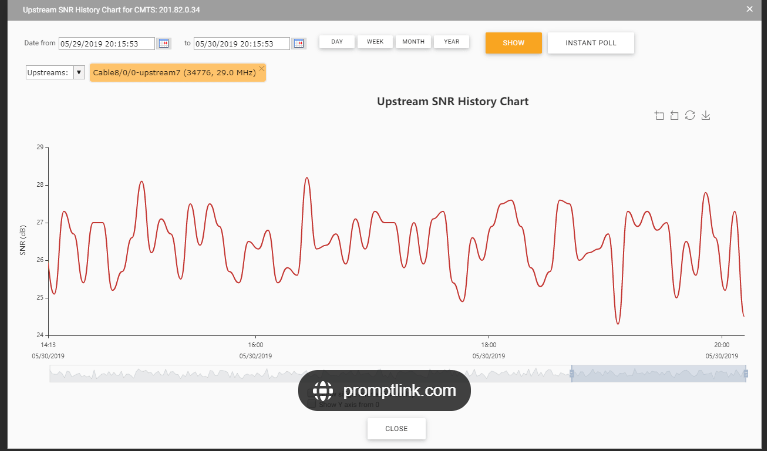 Upstream SNR History Chart for CMTS: 201.82.0.34
Date from 05/29/2019 20:15:53 to 05/30/2019 20:15:53 DAY WEEK MONTH YEAR SHOW INSTANT POLL
Upstreams: Cable8/0/0-upstream7 (34776, 29.0 MHz)
Upstream SNR History Chart
29
28
27
26
25
24
SNR (dB)
14:13 16:00 18:00 20:00
05/30/2019 05/30/2019 05/30/2019 05/30/2019
promptlink.com
CLOSE